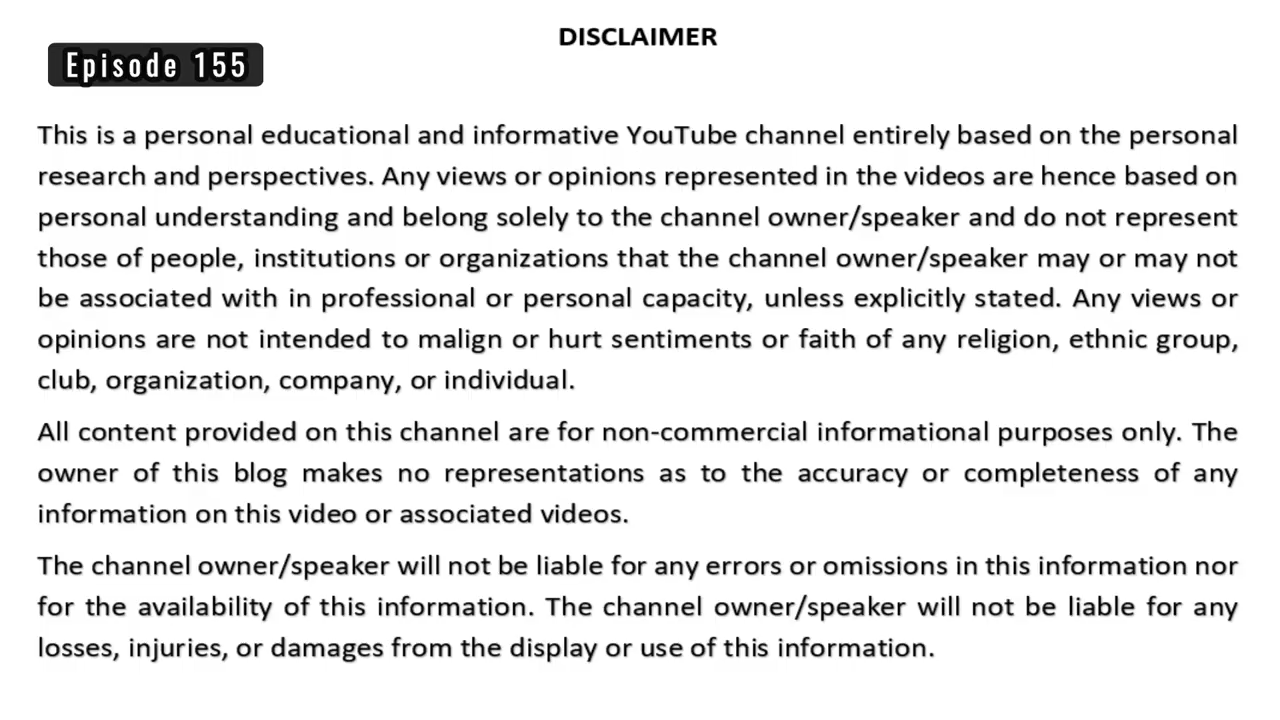 DISCLAIMER
Episode 155
This is a personal educational and informative YouTube channel entirely based on the personal
research and perspectives. Any views or opinions represented in the videos are hence based on
personal understanding and belong solely to the channel owner/speaker and do not represent
those of people, institutions or organizations that the channel owner/speaker may or may not
be associated with in professional or personal capacity, unless explicitly stated. Any views or
opinions are not intended to malign or hurt sentiments or faith of any religion, ethnic group,
club, organization, company, or individual.
All content provided on this channel are for non-commercial informational purposes only. The
owner of this blog makes no representations as to the accuracy or completeness of any
information on this video or associated videos.
The channel owner/speaker will not be liable for any errors or omissions in this information nor
for the availability of this information. The channel owner/speaker will not be liable for any
losses, injuries, or damages from the display or use of this information.